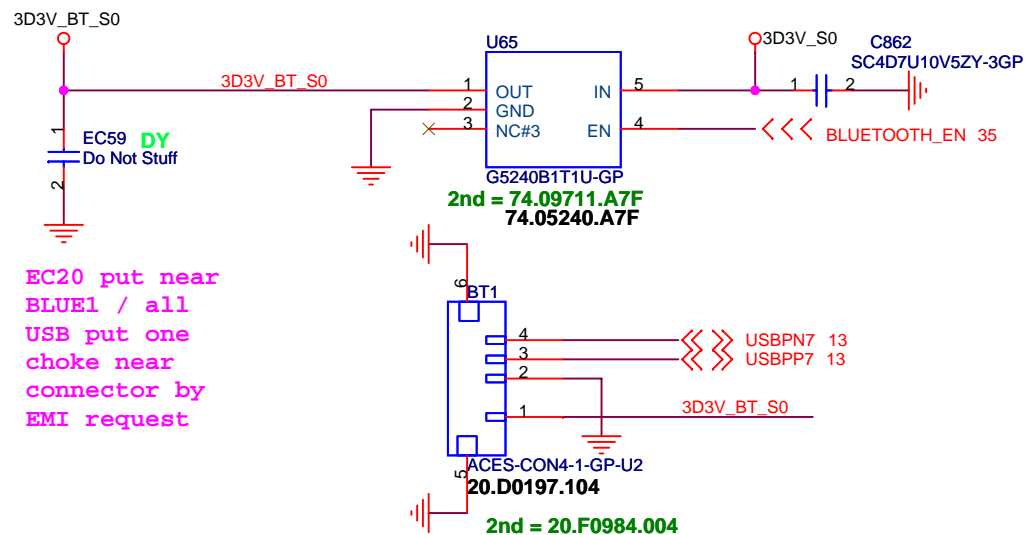 3D3V_BT_S0
3D3V_BT_S0
1
2
EC59
DY
Do Not Stuff
U65
1
2
3
OUT
GND
NC#3
IN
EN
5
4
G5240B1T1U-GP
2nd = 74.09711.A7F
74.05240.A7F
3D3V_S0
C862
SC4D7U10V5ZY-3GP
1
2
BLUETOOTH_EN 35
EC20 put near
BLUE1 / all
USB put one
choke near
connector by
EMI request
6
BT1
4
3
2
1
USBPN7 13
USBPP7 13
3D3V_BT_S0
5
ACES-CON4-1-GP-U2
20.D0197.104
2nd = 20.F0984.004